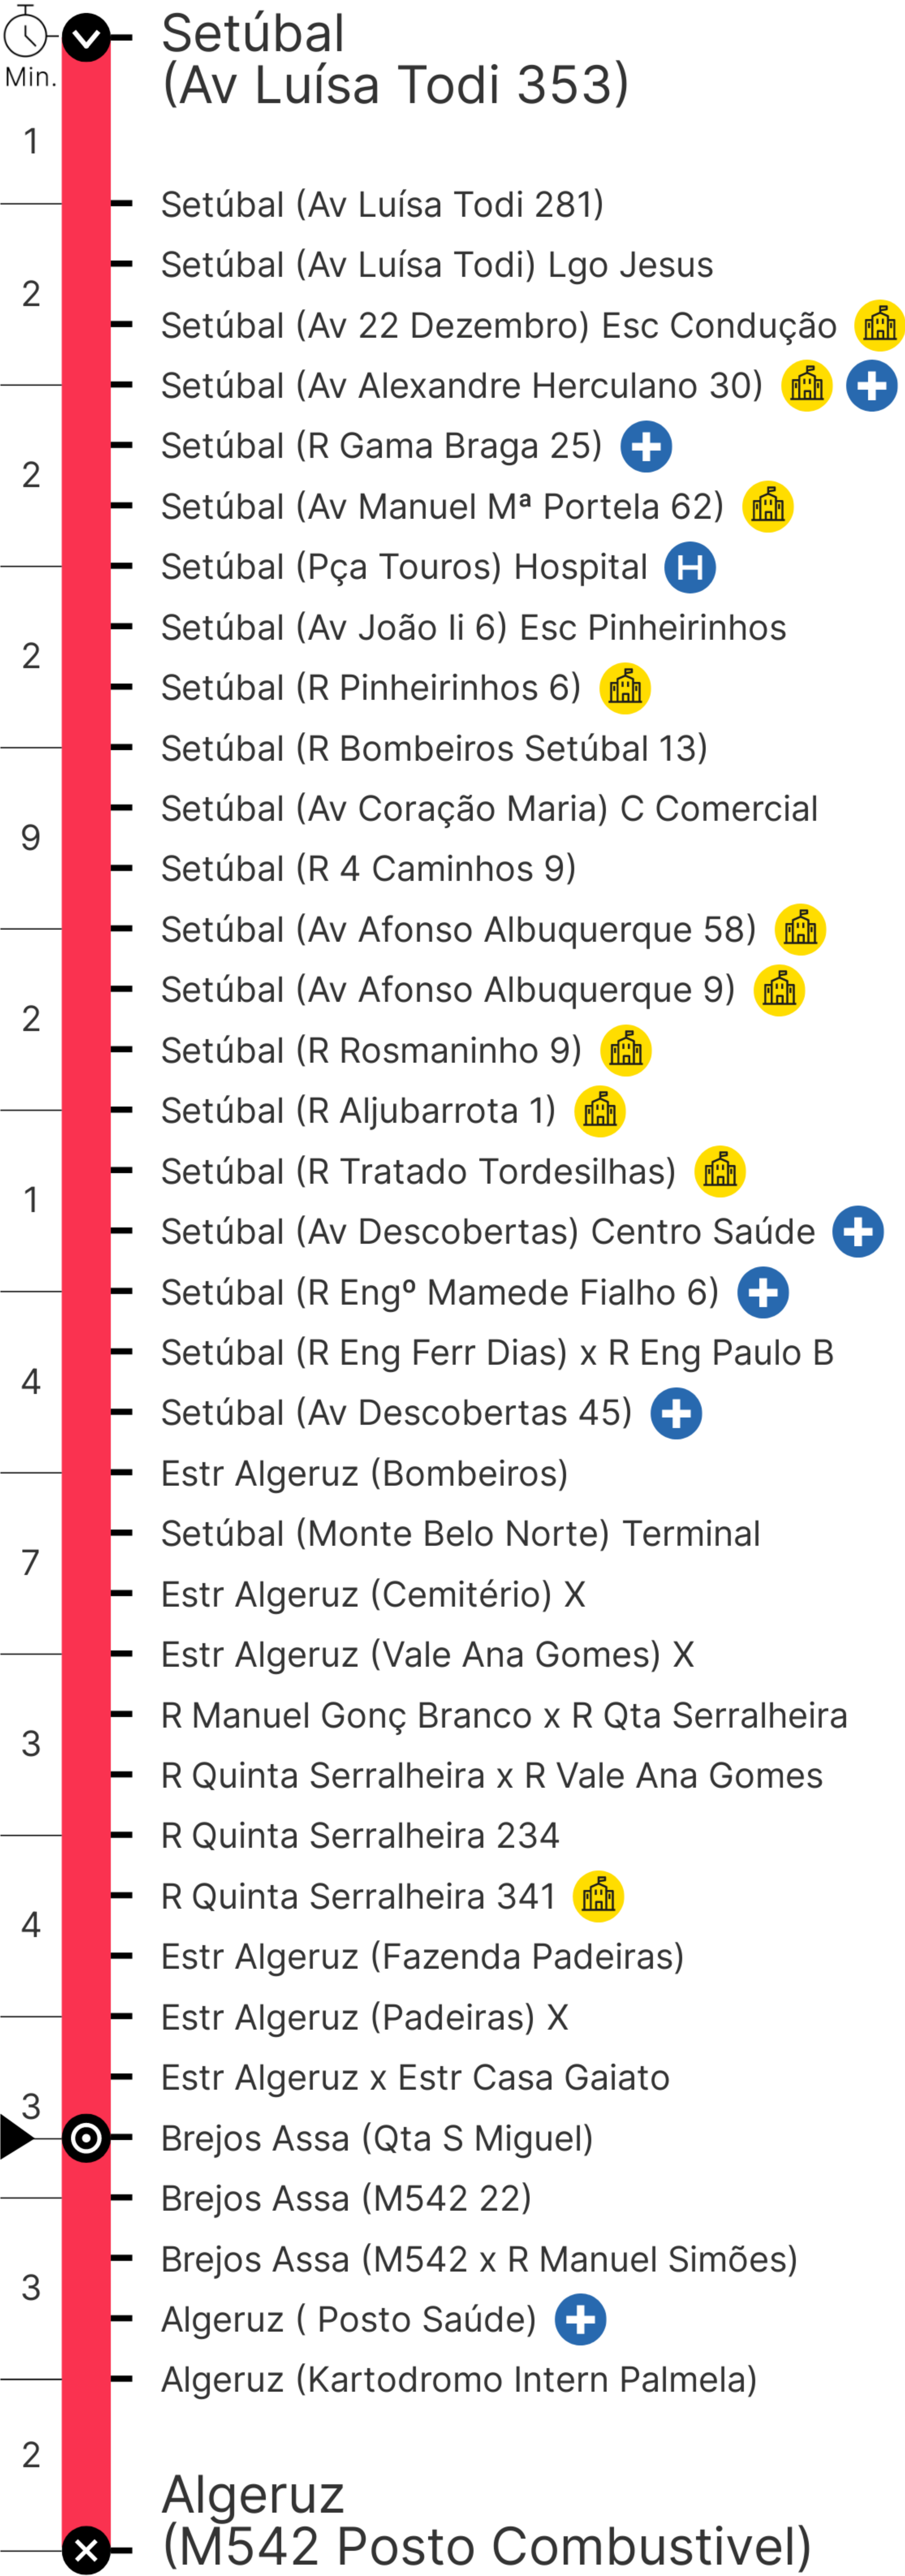 Min.
Setúbal
(Av Luísa Todi 353)
1
Setúbal (Av Luísa Todi 281)
Setúbal (Av Luísa Todi) Lgo Jesus
2
Setúbal (Av 22 Dezembro) Esc Condução
Setúbal (Av Alexandre Herculano 30)
Setúbal (R Gama Braga 25)
2
Setúbal (Av Manuel Mª Portela 62)
Setúbal (Pça Touros) Hospital H
Setúbal (Av João Ii 6) Esc Pinheirinhos
2
Setúbal (R Pinheirinhos 6)
Setúbal (R Bombeiros Setúbal 13)
Setúbal (Av Coração Maria) C Comercial
9
Setúbal (R 4 Caminhos 9)
Setúbal (Av Afonso Albuquerque 58)
Setúbal (Av Afonso Albuquerque 9)
2
Setúbal (R Rosmaninho 9)
Setúbal (R Aljubarrota 1)
Setúbal (R Tratado Tordesilhas)
1
Setúbal (Av Descobertas) Centro Saúde
Setúbal (R Engº Mamede Fialho 6)
Setúbal (R Eng Ferr Dias) x R Eng Paulo B
4
Setúbal (Av Descobertas 45)
Estr Algeruz (Bombeiros)
Setúbal (Monte Belo Norte) Terminal
7
Estr Algeruz (Cemitério) X
Estr Algeruz (Vale Ana Gomes) X
R Manuel Gonç Branco x R Qta Serralheira
3
R Quinta Serralheira x R Vale Ana Gomes
R Quinta Serralheira 234
R Quinta Serralheira 341
4
Estr Algeruz (Fazenda Padeiras)
Estr Algeruz (Padeiras) X
Estr Algeruz x Estr Casa Gaiato
3
Brejos Assa (Qta S Miguel)
Brejos Assa (M542 22)
Brejos Assa (M542 x R Manuel Simões)
3
Algeruz ( Posto Saúde)
Algeruz (Kartodromo Intern Palmela)
2
Algeruz
(M542 Posto Combustivel)